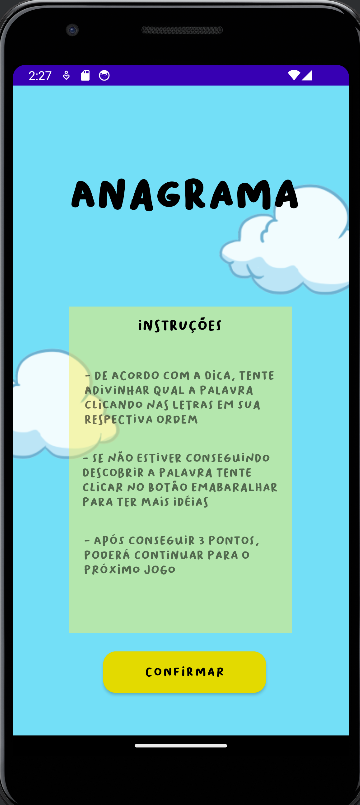 2:27
ANAGRAMA
INSTRUÇÕES
- DE ACORDO COM A DICA, TENTE
ADIVINHAR QUAL A PALAVRA
CLICANDO NAS LETRAS EM SUA
RESPECTIVA ORDEM
- SE NÃO ESTIVER CONSEGUINDO
DESCOBRIR A PALAVRA TENTE
CLICAR NO BOTÃO EMABARALHAR
PARA TER MAIS IDÉIAS
- APÓS CONSEGUIR 3 PONTOS,
PODERÁ CONTINUAR PARA O
PRÓXIMO JOGO
CONFIRMAR